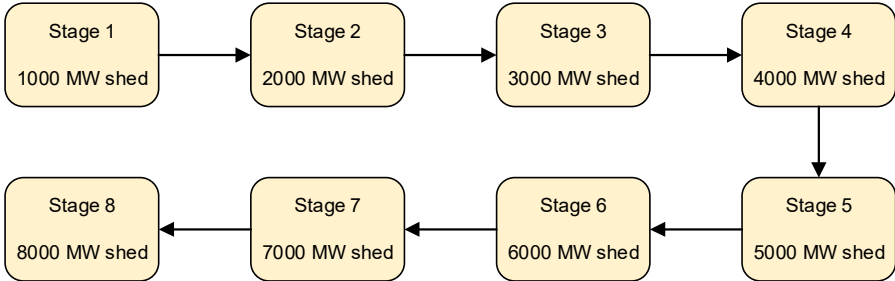 Stage 1
1000 MW shed
Stage 2
2000 MW shed
Stage 3
3000 MW shed
Stage 4
4000 MW shed
Stage 5
5000 MW shed
Stage 6
6000 MW shed
Stage 7
7000 MW shed
Stage 8
8000 MW shed